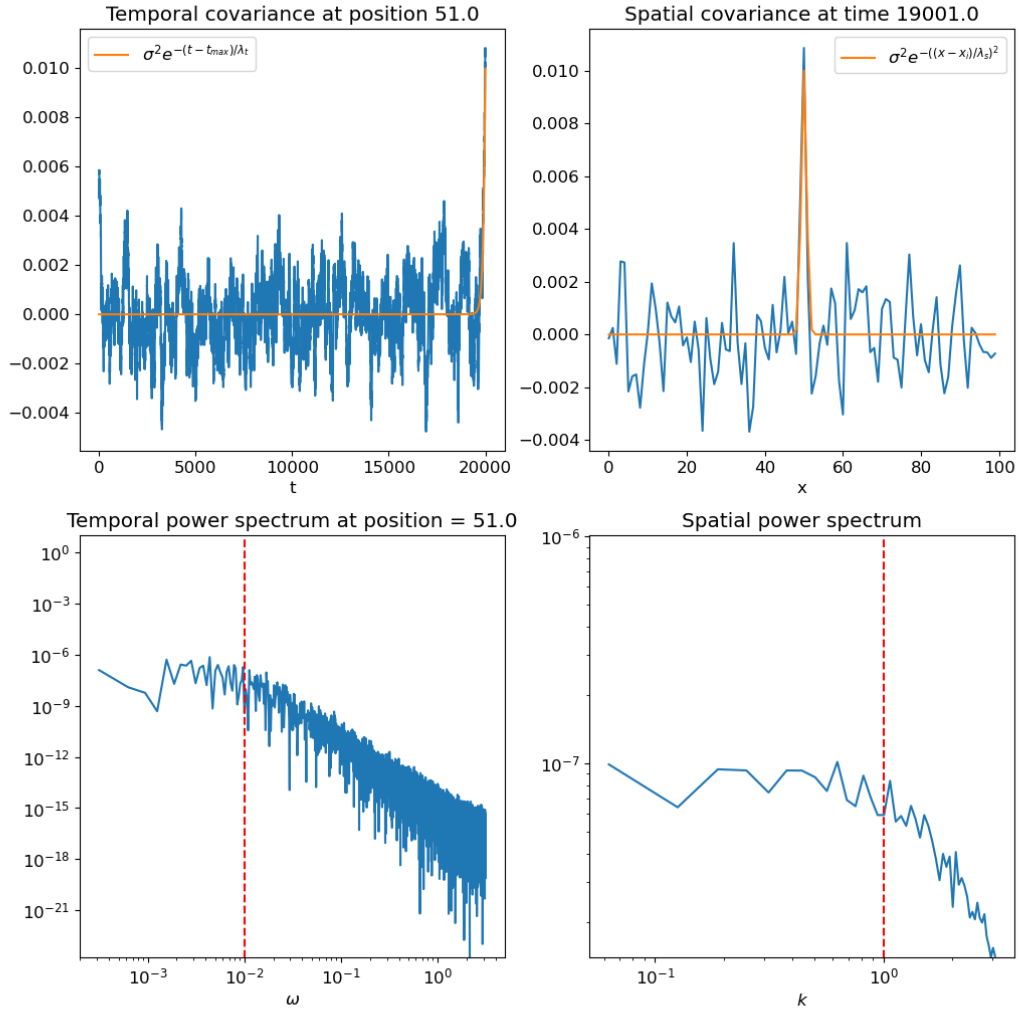 Temporal covariance at position 51.0
σ²e^{−(t−t_{max})/λ_t}
0.010
0.008
0.006
0.004
0.002
0.000
−0.002
−0.004
0 5000 10000 15000 20000
t
Spatial covariance at time 19001.0
σ²e^{−((x−x_i)/λ_s)²}
0.010
0.008
0.006
0.004
0.002
0.000
−0.002
−0.004
0 20 40 60 80 100
x
Temporal power spectrum at position = 51.0
10⁰
10⁻³
10⁻⁶
10⁻⁹
10⁻¹²
10⁻¹⁵
10⁻¹⁸
10⁻²¹
10⁻³ 10⁻² 10⁻¹ 10⁰
ω
Spatial power spectrum
10⁻⁶
10⁻⁷
10⁻¹ 10⁰
k